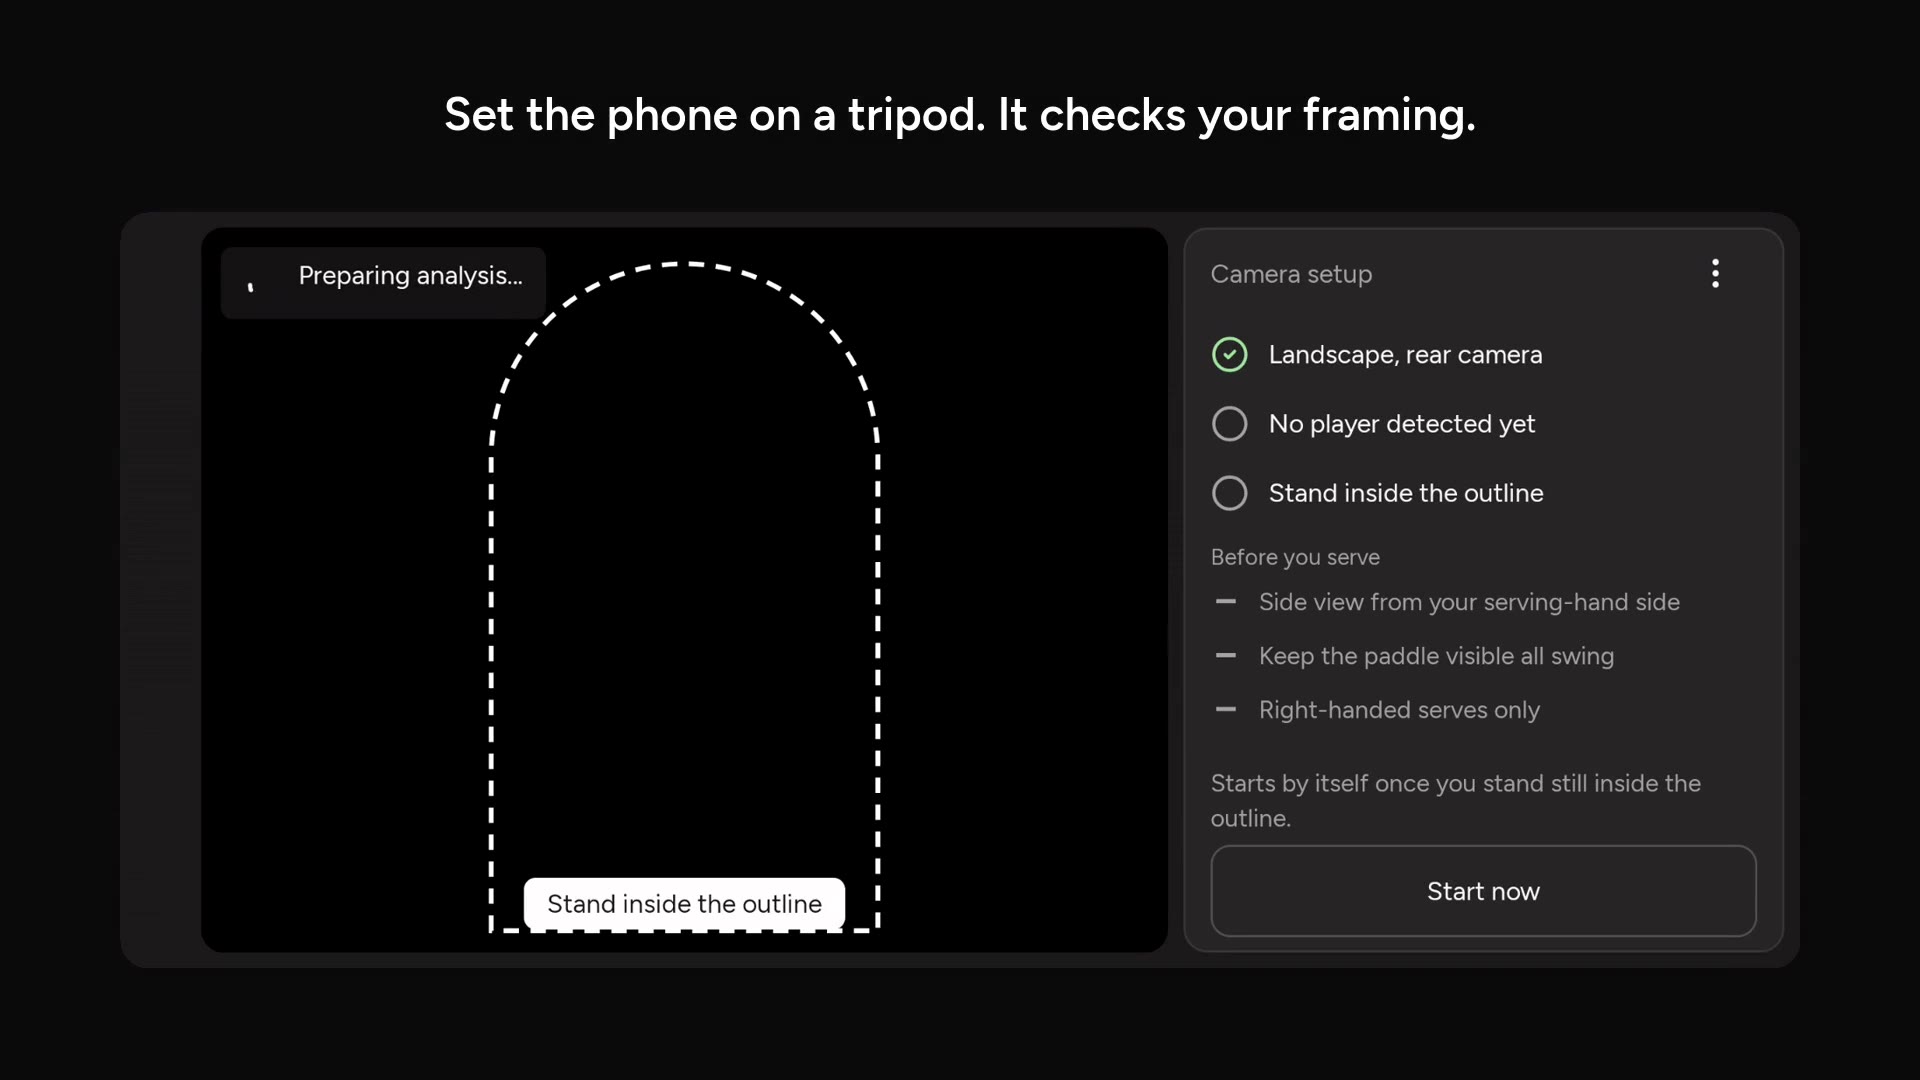 Set the phone on a tripod. It checks your framing.
Preparing analysis...
Stand inside the outline
Camera setup
Landscape, rear camera
No player detected yet
Stand inside the outline
Before you serve
Side view from your serving-hand side
Keep the paddle visible all swing
Right-handed serves only
Starts by itself once you stand still inside the
outline.
Start now